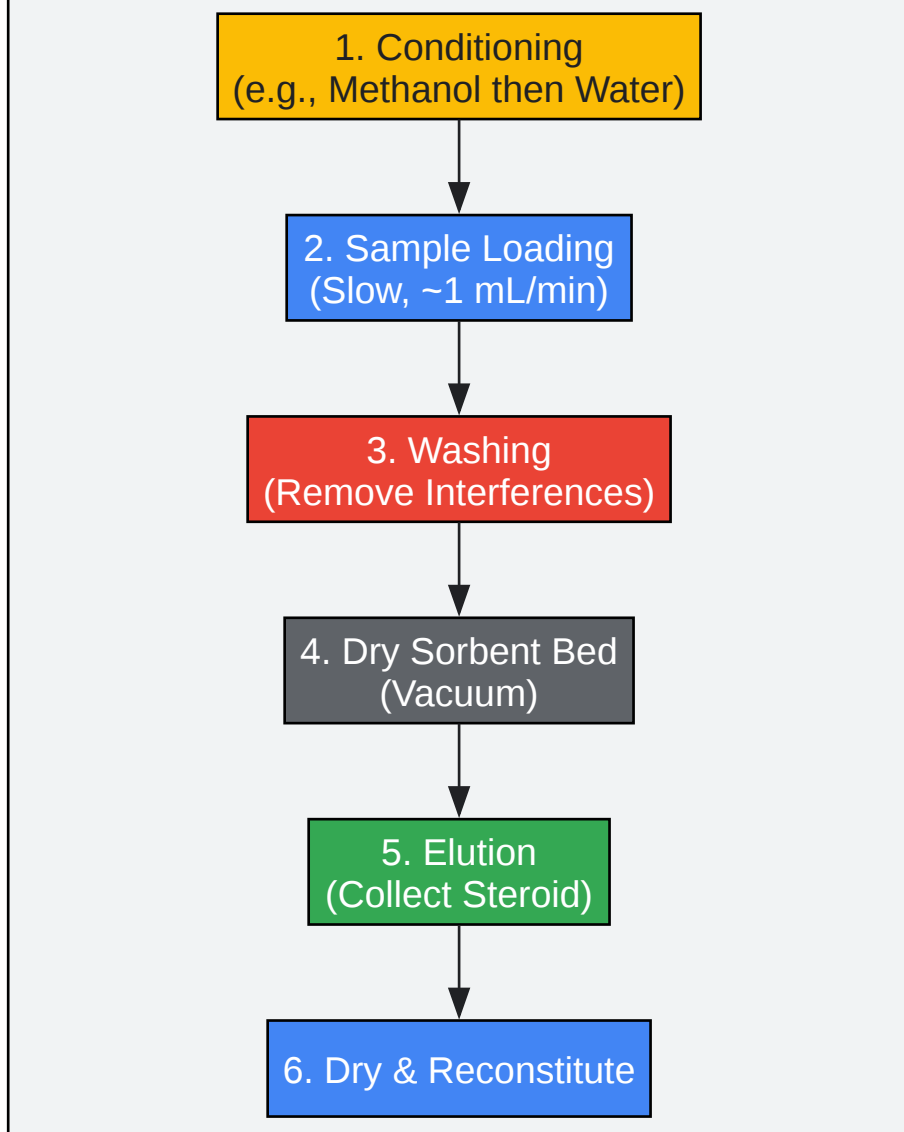 1. Conditioning
(e.g., Methanol then Water)
2. Sample Loading
(Slow, ~1 mL/min)
3. Washing
(Remove Interferences)
4. Dry Sorbent Bed
(Vacuum)
5. Elution
(Collect Steroid)
6. Dry & Reconstitute